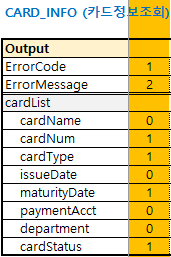 CARD_INFO (카드정보조회)
Output
ErrorCode 1
ErrorMessage 2
cardList
cardName 0
cardNum 1
cardType 1
issueDate 0
maturityDate 1
paymentAcct 0
department 0
cardStatus 1